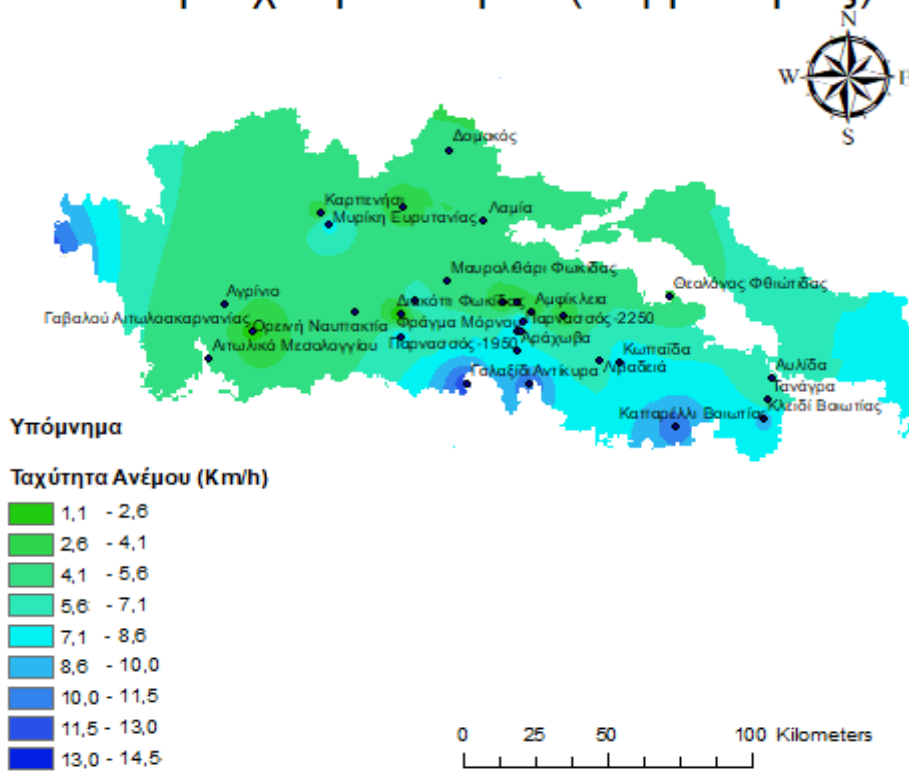 N
W E
S
Δομοκός
Καρπενήσι
Μυρίκη Ευρυτανίας
Λαμία
Μαυρολιθάρι Φωκίδας
Θεολόγος Φθιώτιδας
Αγρίνιο
Διακόπι Φωκίδας
Αμφίκλεια
Γαβαλού Αιτωλοακαρνανίας
Ορεινή Ναυπακτία
Φράγμα Μόρνου
Παρνασσός-2250
Αιτωλικό Μεσολογγίου
Παρνασσός-1950
Αράχωβα
Κωπαΐδα
Γαλαξίδι
Αντίκυρα
Λιβαδειά
Αυλίδα
Τανάγρα
Καπαρέλλι Βοιωτίας
Κλειδί Βοιωτίας
Υπόμνημα
Ταχύτητα Ανέμου (Km/h)
1,1 - 2,6
2,6 - 4,1
4,1 - 5,6
5,6 - 7,1
7,1 - 8,6
8,6 - 10,0
10,0 - 11,5
11,5 - 13,0
13,0 - 14,5
0 25 50 100 Kilometers